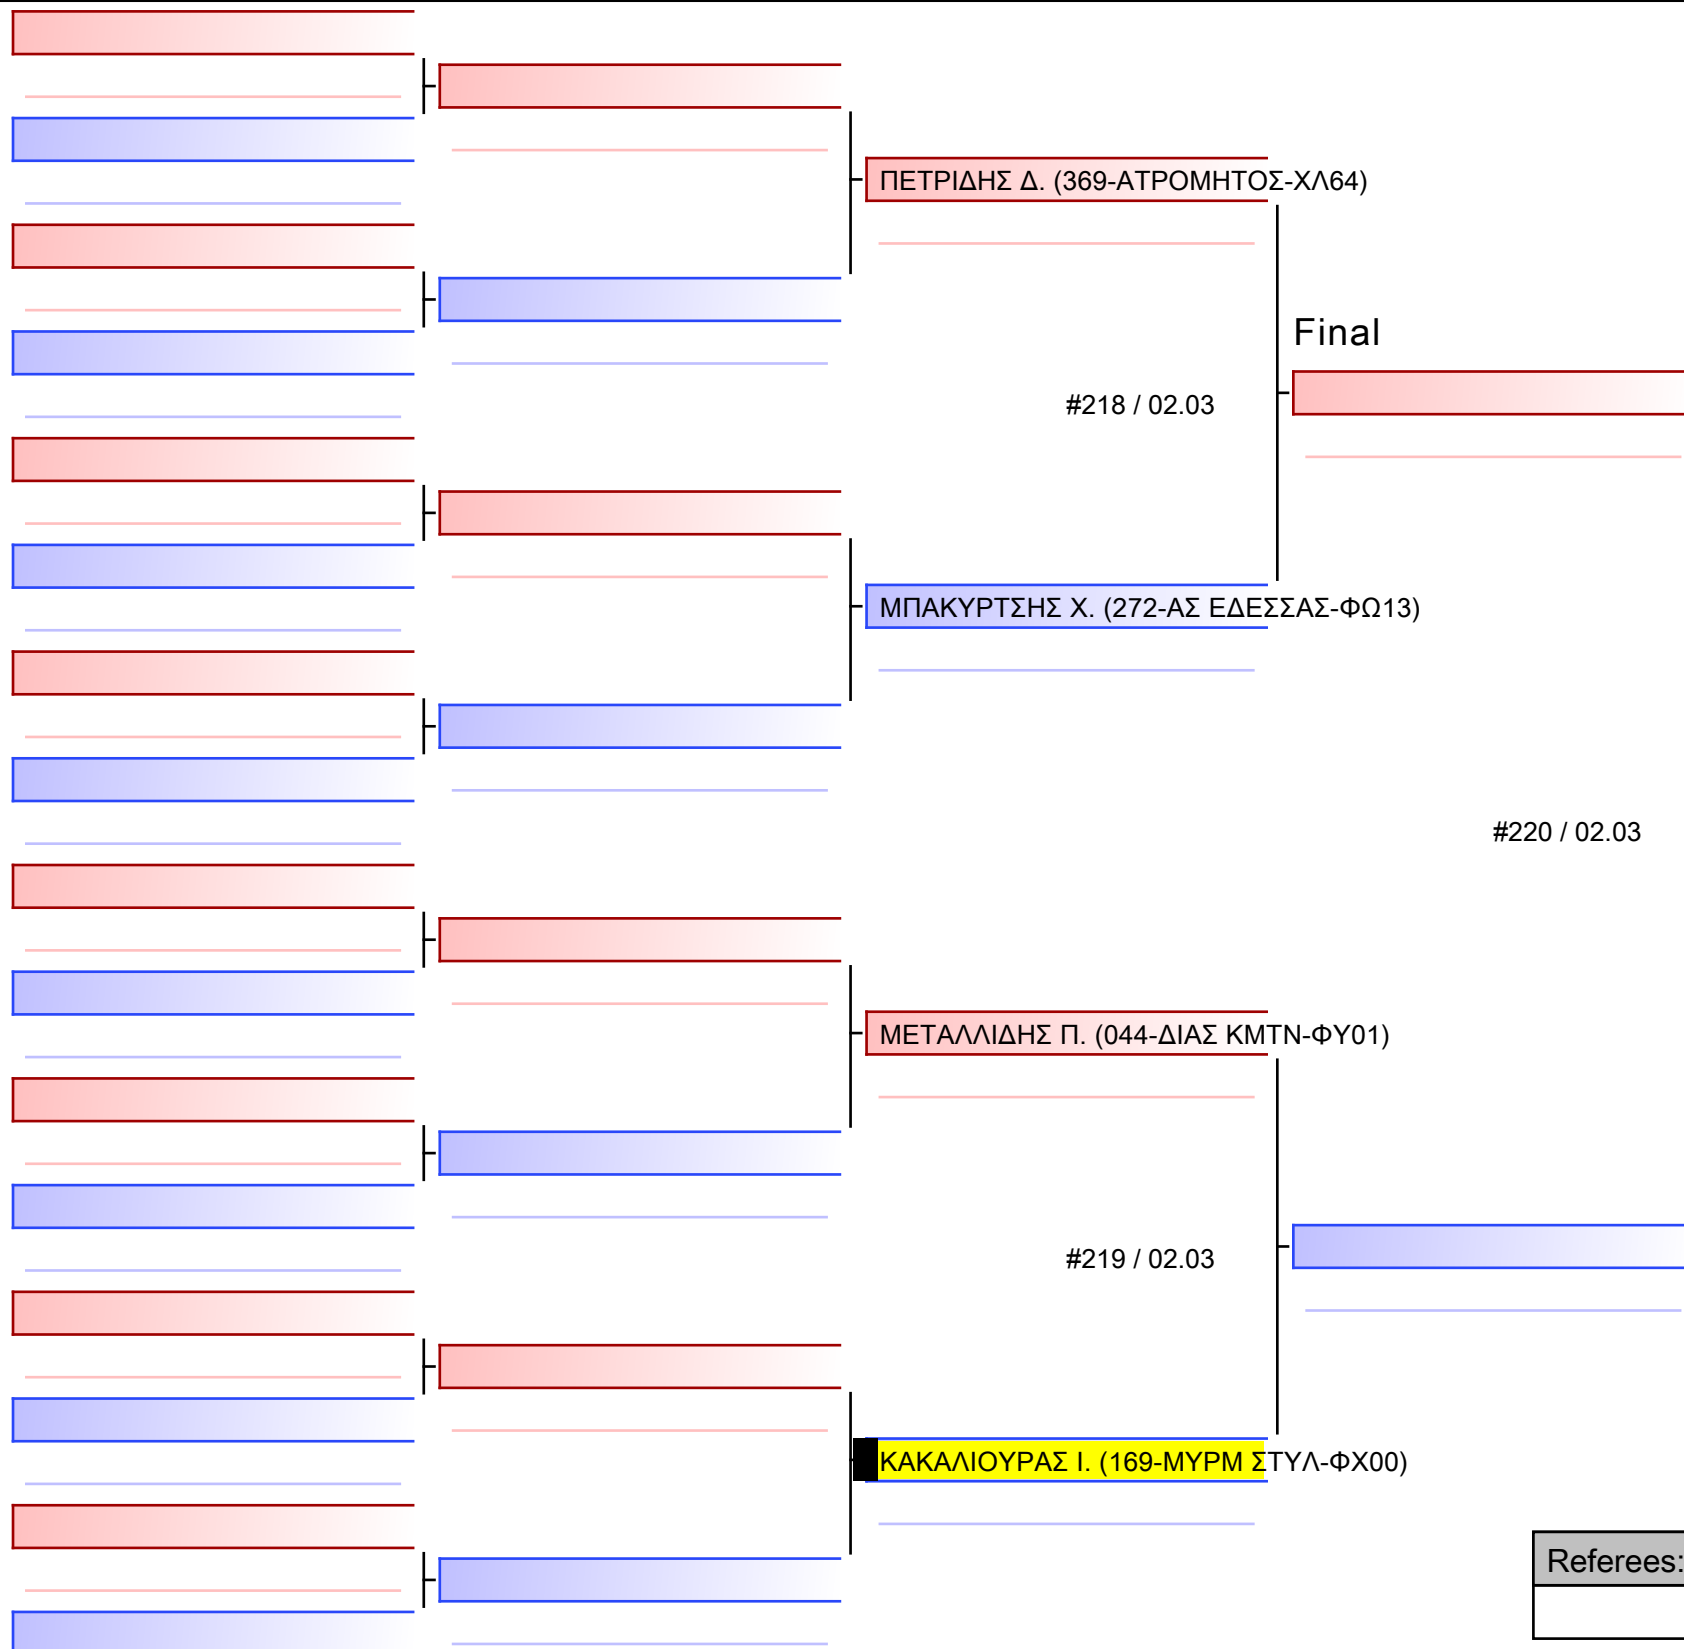 ΠΕΤΡΙΔΗΣ Δ. (369-ΑΤΡΟΜΗΤΟΣ-ΧΛ64)
Final
#218 / 02.03
ΜΠΑΚΥΡΤΣΗΣ Χ. (272-ΑΣ ΕΔΕΣΣΑΣ-ΦΩ13)
#220 / 02.03
ΜΕΤΑΛΛΙΔΗΣ Π. (044-ΔΙΑΣ ΚΜΤΝ-ΦΥ01)
#219 / 02.03
ΚΑΚΑΛΙΟΥΡΑΣ Ι. (169-ΜΥΡΜ ΣΤΥΛ-ΦΧ00)
Referees: